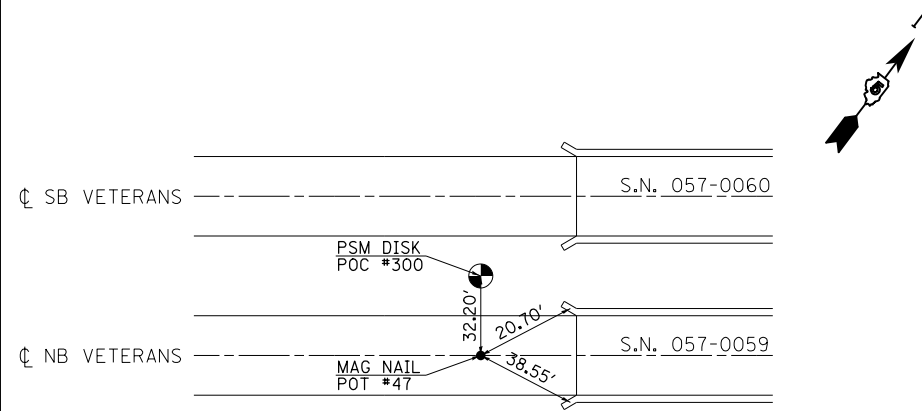 ℄ SB VETERANS
S.N. 057-0060
PSM DISK
POC #300
32.20'
20.70'
38.55'
℄ NB VETERANS
S.N. 057-0059
MAG NAIL
POT #47